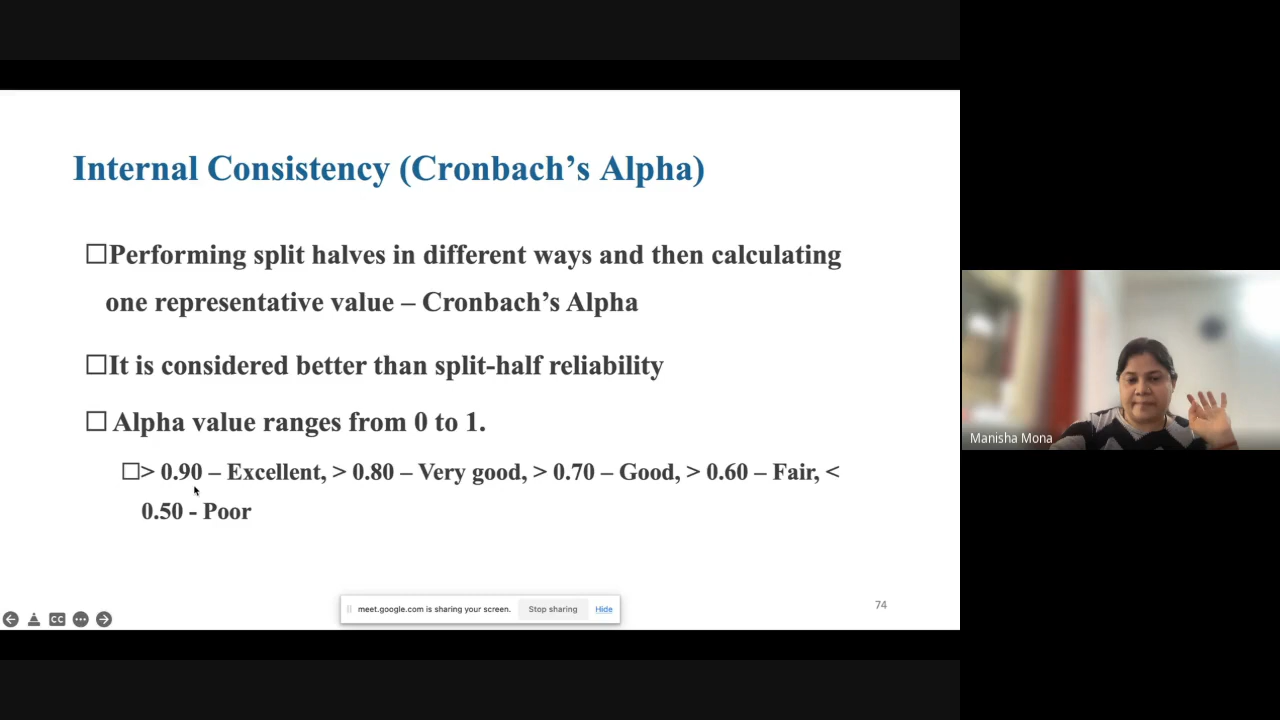 Internal Consistency (Cronbach’s Alpha)
☐Performing split halves in different ways and then calculating
one representative value – Cronbach’s Alpha
☐It is considered better than split-half reliability
☐ Alpha value ranges from 0 to 1.
☐> 0.90 – Excellent, > 0.80 – Very good, > 0.70 – Good, > 0.60 – Fair, <
0.50 - Poor
Manisha Mona
meet.google.com is sharing your screen. Stop sharing Hide
74
CC